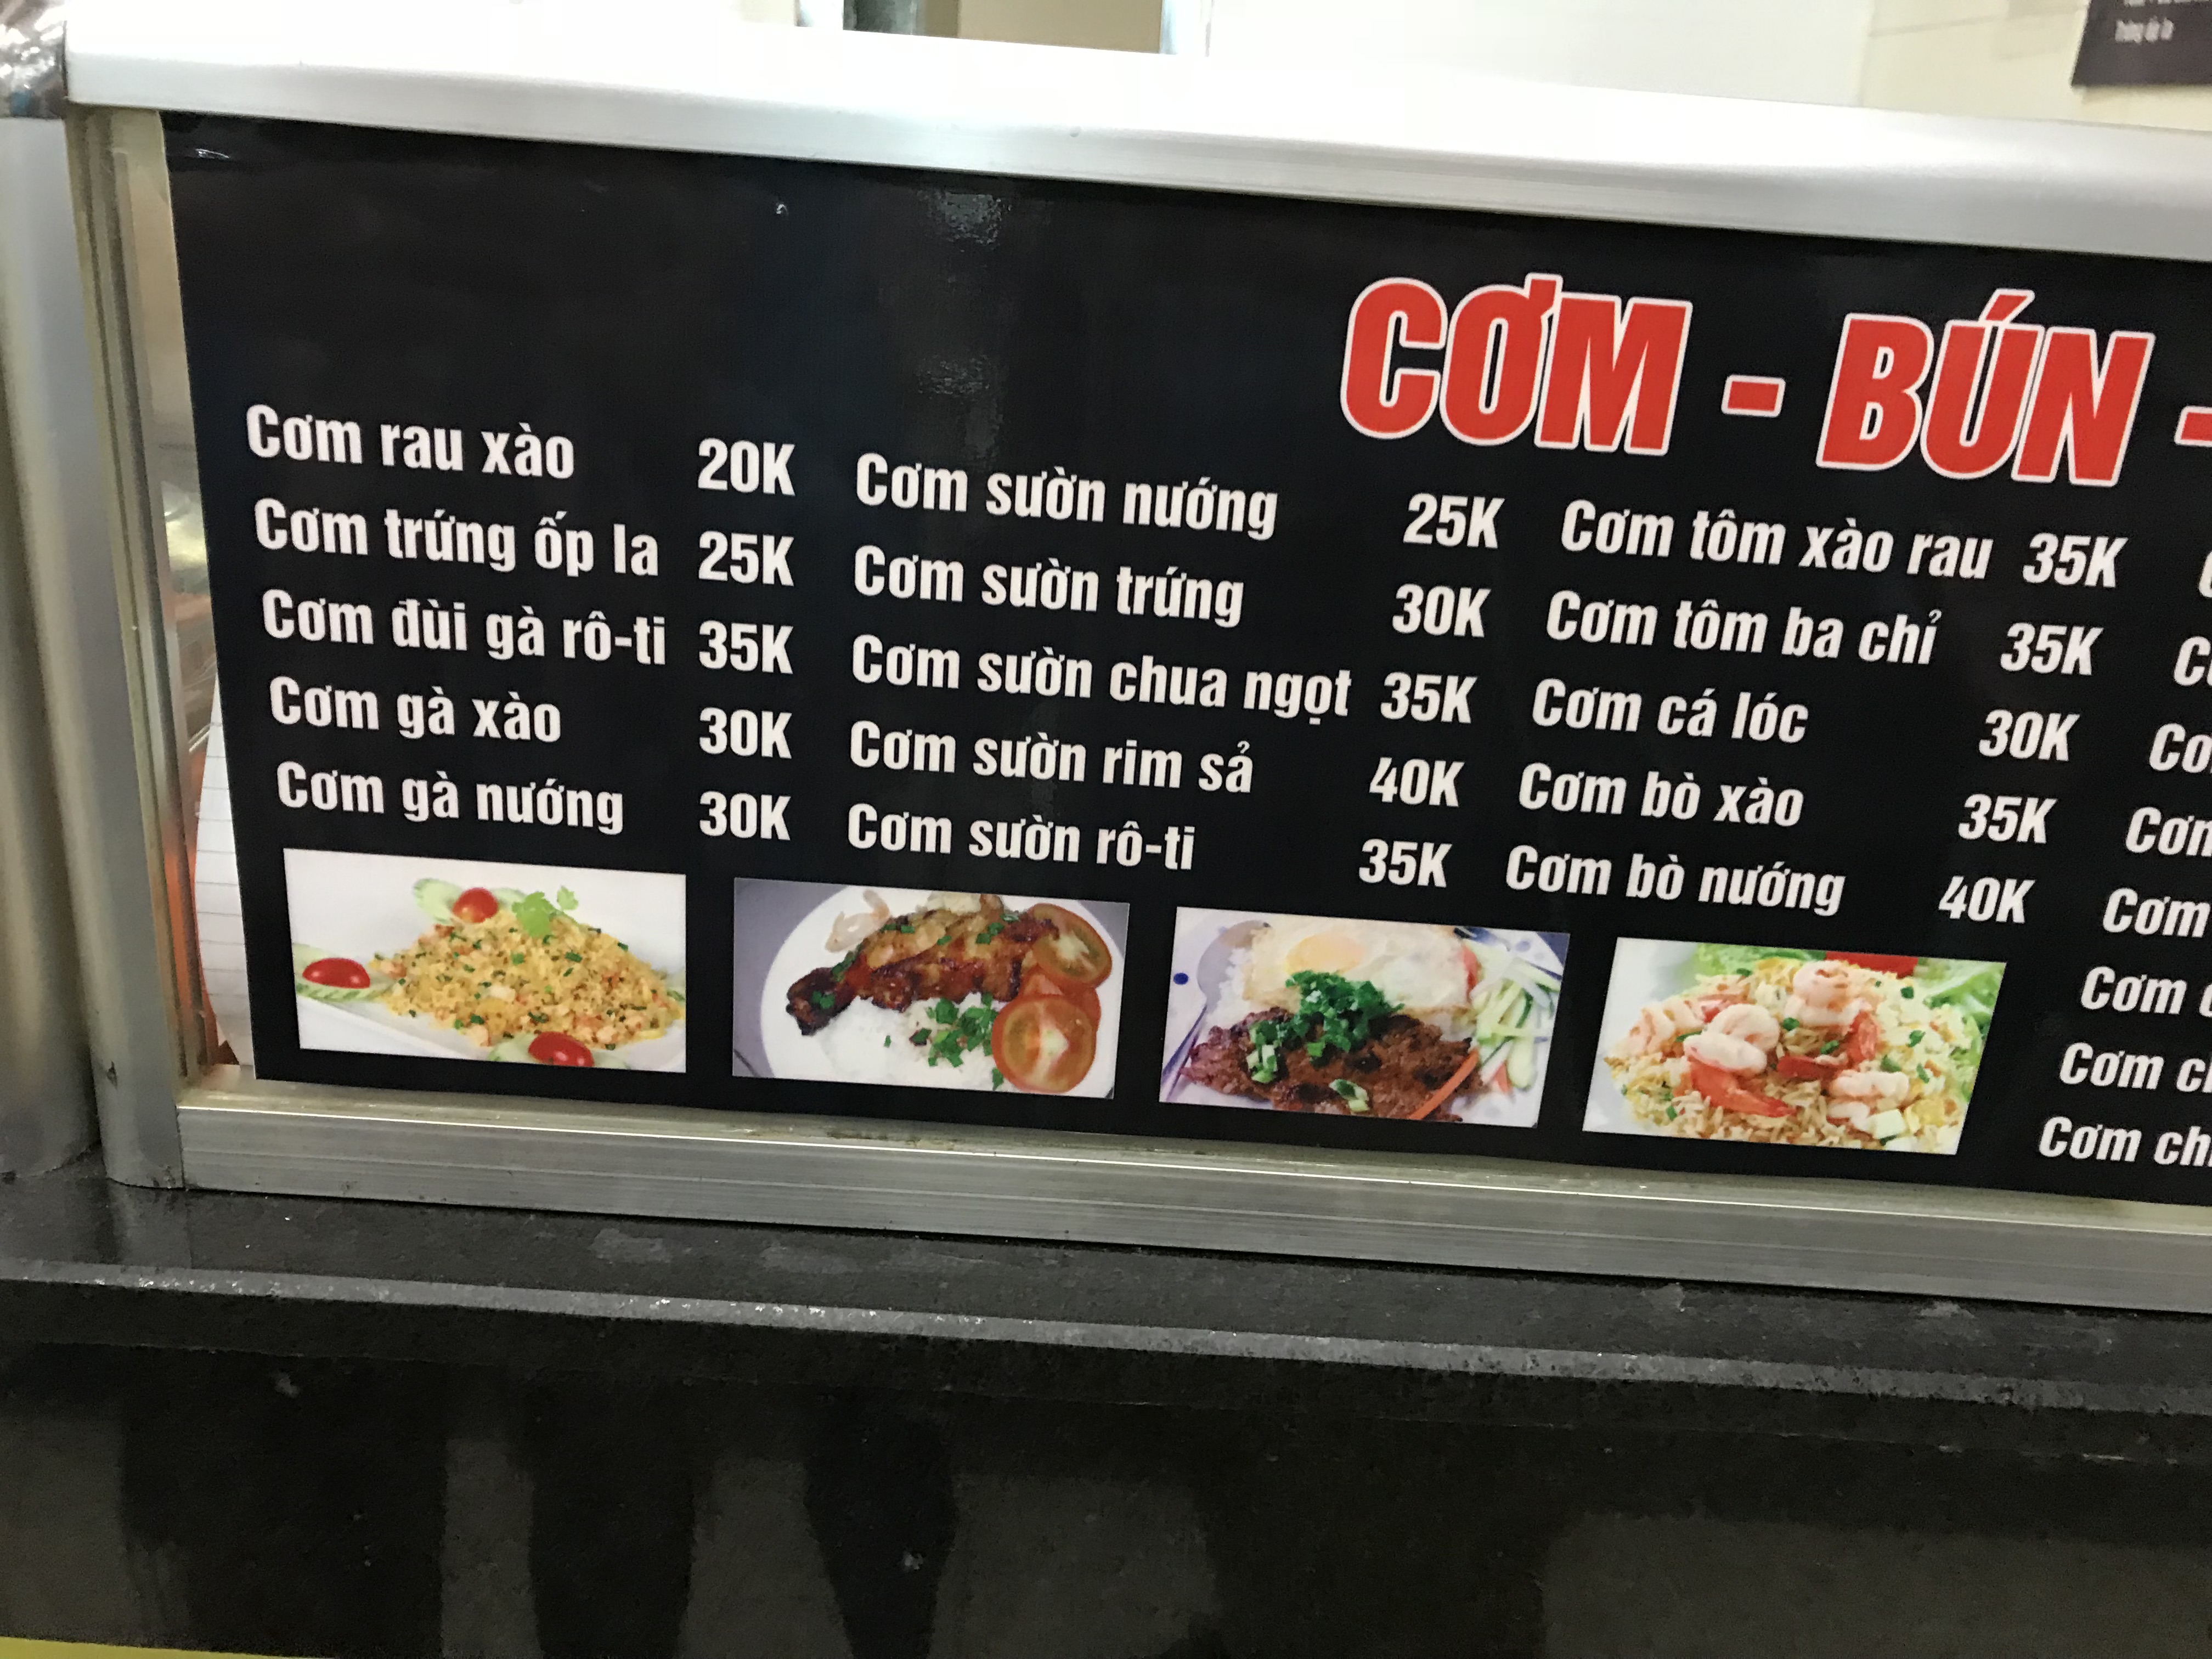 CƠM - BÚN -
Cơm rau xào 20K
Cơm trứng ốp la 25K
Cơm đùi gà rô-ti 35K
Cơm gà xào 30K
Cơm gà nướng 30K
Cơm sườn nướng 25K
Cơm sườn trứng 30K
Cơm sườn chua ngọt 35K
Cơm sườn rim sả 40K
Cơm sườn rô-ti 35K
Cơm tôm xào rau 35K
Cơm tôm ba chỉ 35K
Cơm cá lóc 30K
Cơm bò xào 35K
Cơm bò nướng 40K
Cơm
Cơm
Cơm